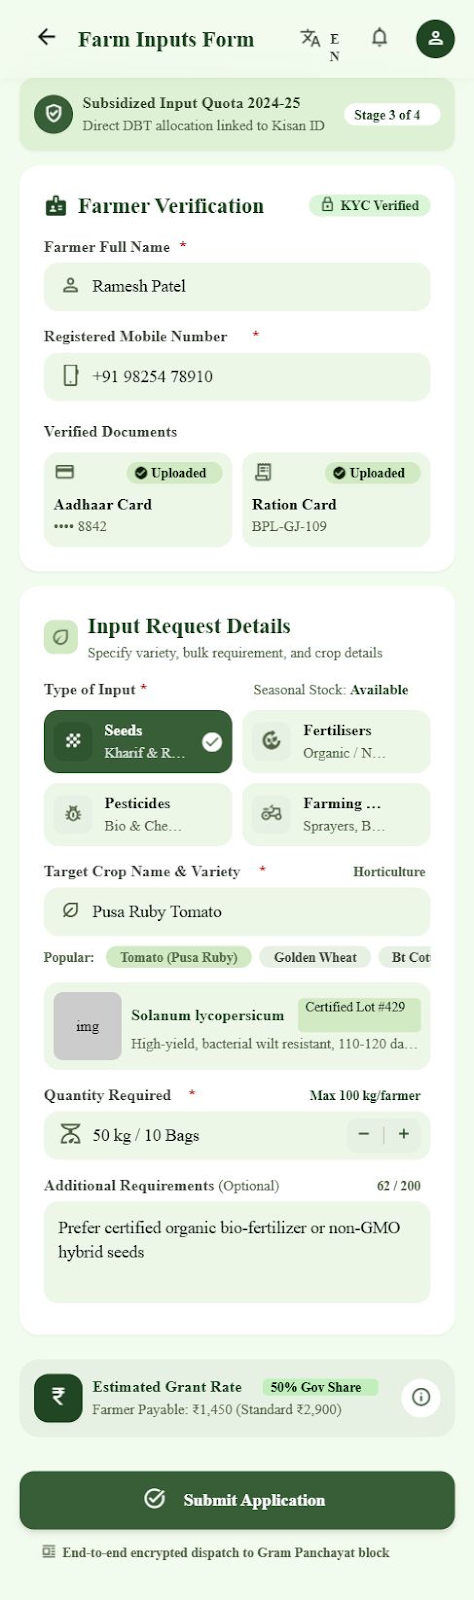 Farm Inputs Form
E
N
Subsidized Input Quota 2024-25
Direct DBT allocation linked to Kisan ID
Stage 3 of 4
Farmer Verification
KYC Verified
Farmer Full Name *
Ramesh Patel
Registered Mobile Number *
+91 98254 78910
Verified Documents
Uploaded
Aadhaar Card
•••• 8842
Uploaded
Ration Card
BPL-GJ-109
Input Request Details
Specify variety, bulk requirement, and crop details
Type of Input *
Seasonal Stock: Available
Seeds
Kharif & R...
Fertilisers
Organic / N...
Pesticides
Bio & Che...
Farming ...
Sprayers, B...
Target Crop Name & Variety *
Horticulture
Pusa Ruby Tomato
Popular:
Tomato (Pusa Ruby)
Golden Wheat
Bt Cot
img
Solanum lycopersicum
Certified Lot #429
High-yield, bacterial wilt resistant, 110-120 da...
Quantity Required *
Max 100 kg/farmer
50 kg / 10 Bags
− | +
Additional Requirements (Optional)
62 / 200
Prefer certified organic bio-fertilizer or non-GMO
hybrid seeds
₹
Estimated Grant Rate
50% Gov Share
Farmer Payable: ₹1,450 (Standard ₹2,900)
Submit Application
End-to-end encrypted dispatch to Gram Panchayat block